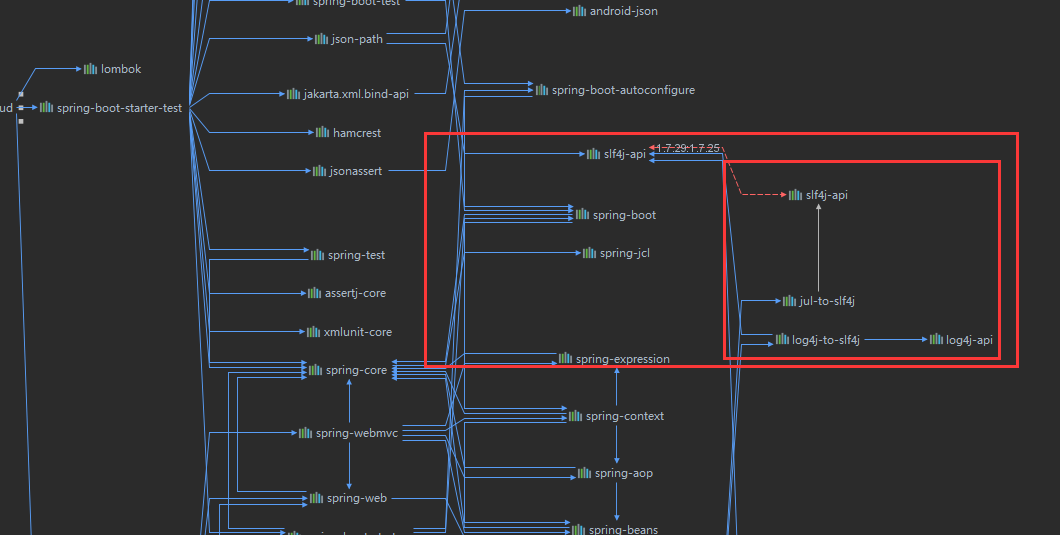 spring-boot-test
android-json
json-path
lombok
spring-boot-autoconfigure
jakarta.xml.bind-api
ud
spring-boot-starter-test
hamcrest
1.7.29:1.7.25
slf4j-api
jsonassert
slf4j-api
spring-boot
spring-jcl
spring-test
assertj-core
jul-to-slf4j
xmlunit-core
log4j-to-slf4j
log4j-api
spring-expression
spring-core
spring-context
spring-webmvc
spring-aop
spring-web
spring-beans